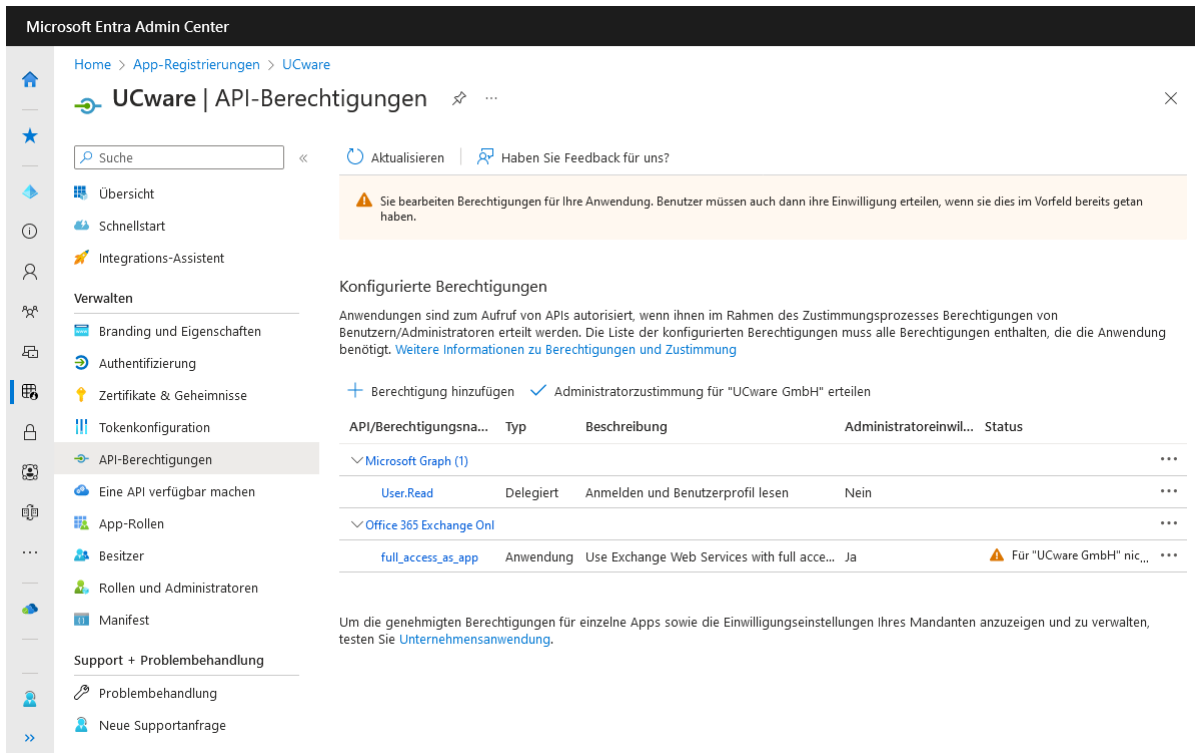 Microsoft Entra Admin Center
Home > App-Registrierungen > UCware
UCware | API-Berechtigungen
Suche
Übersicht
Schnellstart
Integrations-Assistent
Verwalten
Branding und Eigenschaften
Authentifizierung
Zertifikate & Geheimnisse
Tokenkonfiguration
API-Berechtigungen
Eine API verfügbar machen
App-Rollen
Besitzer
Rollen und Administratoren
Manifest
Support + Problembehandlung
Problembehandlung
Neue Supportanfrage
Aktualisieren
Haben Sie Feedback für uns?
Sie bearbeiten Berechtigungen für Ihre Anwendung. Benutzer müssen auch dann ihre Einwilligung erteilen, wenn sie dies im Vorfeld bereits getan
haben.
Konfigurierte Berechtigungen
Anwendungen sind zum Aufruf von APIs autorisiert, wenn ihnen im Rahmen des Zustimmungsprozesses Berechtigungen von
Benutzern/Administratoren erteilt werden. Die Liste der konfigurierten Berechtigungen muss alle Berechtigungen enthalten, die die Anwendung
benötigt. Weitere Informationen zu Berechtigungen und Zustimmung
Berechtigung hinzufügen Administratorzustimmung für "UCware GmbH" erteilen
API/Berechtigungsna... Typ Beschreibung Administratoreinwil... Status
Microsoft Graph (1)
User.Read Delegiert Anmelden und Benutzerprofil lesen Nein
Office 365 Exchange Onl
full_access_as_app Anwendung Use Exchange Web Services with full acce... Ja Für "UCware GmbH" nic...
Um die genehmigten Berechtigungen für einzelne Apps sowie die Einwilligungseinstellungen Ihres Mandanten anzuzeigen und zu verwalten,
testen Sie Unternehmensanwendung.